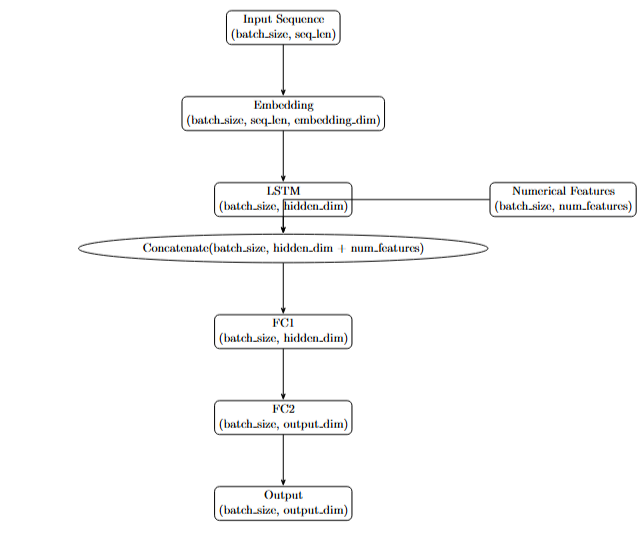 Input Sequence
(batch_size, seq_len)
Embedding
(batch_size, seq_len, embedding_dim)
LSTM
(batch_size, hidden_dim)
Numerical Features
(batch_size, num_features)
Concatenate(batch_size, hidden_dim + num_features)
FC1
(batch_size, hidden_dim)
FC2
(batch_size, output_dim)
Output
(batch_size, output_dim)